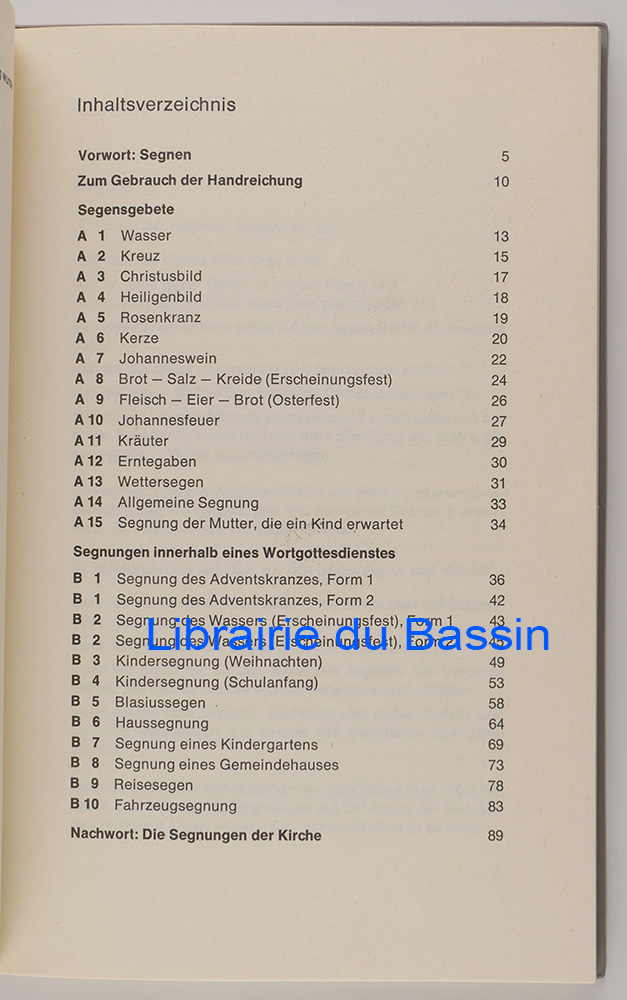 Inhaltsverzeichnis
Vorwort: Segnen 5
Zum Gebrauch der Handreichung 10
Segensgebete
A 1 Wasser 13
A 2 Kreuz 15
A 3 Christusbild 17
A 4 Heiligenbild 18
A 5 Rosenkranz 19
A 6 Kerze 20
A 7 Johanneswein 22
A 8 Brot – Salz – Kreide (Erscheinungsfest) 24
A 9 Fleisch – Eier – Brot (Osterfest) 26
A 10 Johannesfeuer 27
A 11 Kräuter 29
A 12 Erntegaben 30
A 13 Wettersegen 31
A 14 Allgemeine Segnung 33
A 15 Segnung der Mutter, die ein Kind erwartet 34
Segnungen innerhalb eines Wortgottesdienstes
B 1 Segnung des Adventskranzes, Form 1 36
B 1 Segnung des Adventskranzes, Form 2 42
B 2 Segnung des Wassers (Erscheinungsfest), Form 1 43
B 2 Segnung des Wassers (Erscheinungsfest), Form 2
Librairie du Bassin
B 3 Kindersegnung (Weihnachten) 49
B 4 Kindersegnung (Schulanfang) 53
B 5 Blasiussegen 58
B 6 Haussegnung 64
B 7 Segnung eines Kindergartens 69
B 8 Segnung eines Gemeindehauses 73
B 9 Reisesegen 78
B 10 Fahrzeugsegnung 83
Nachwort: Die Segnungen der Kirche 89